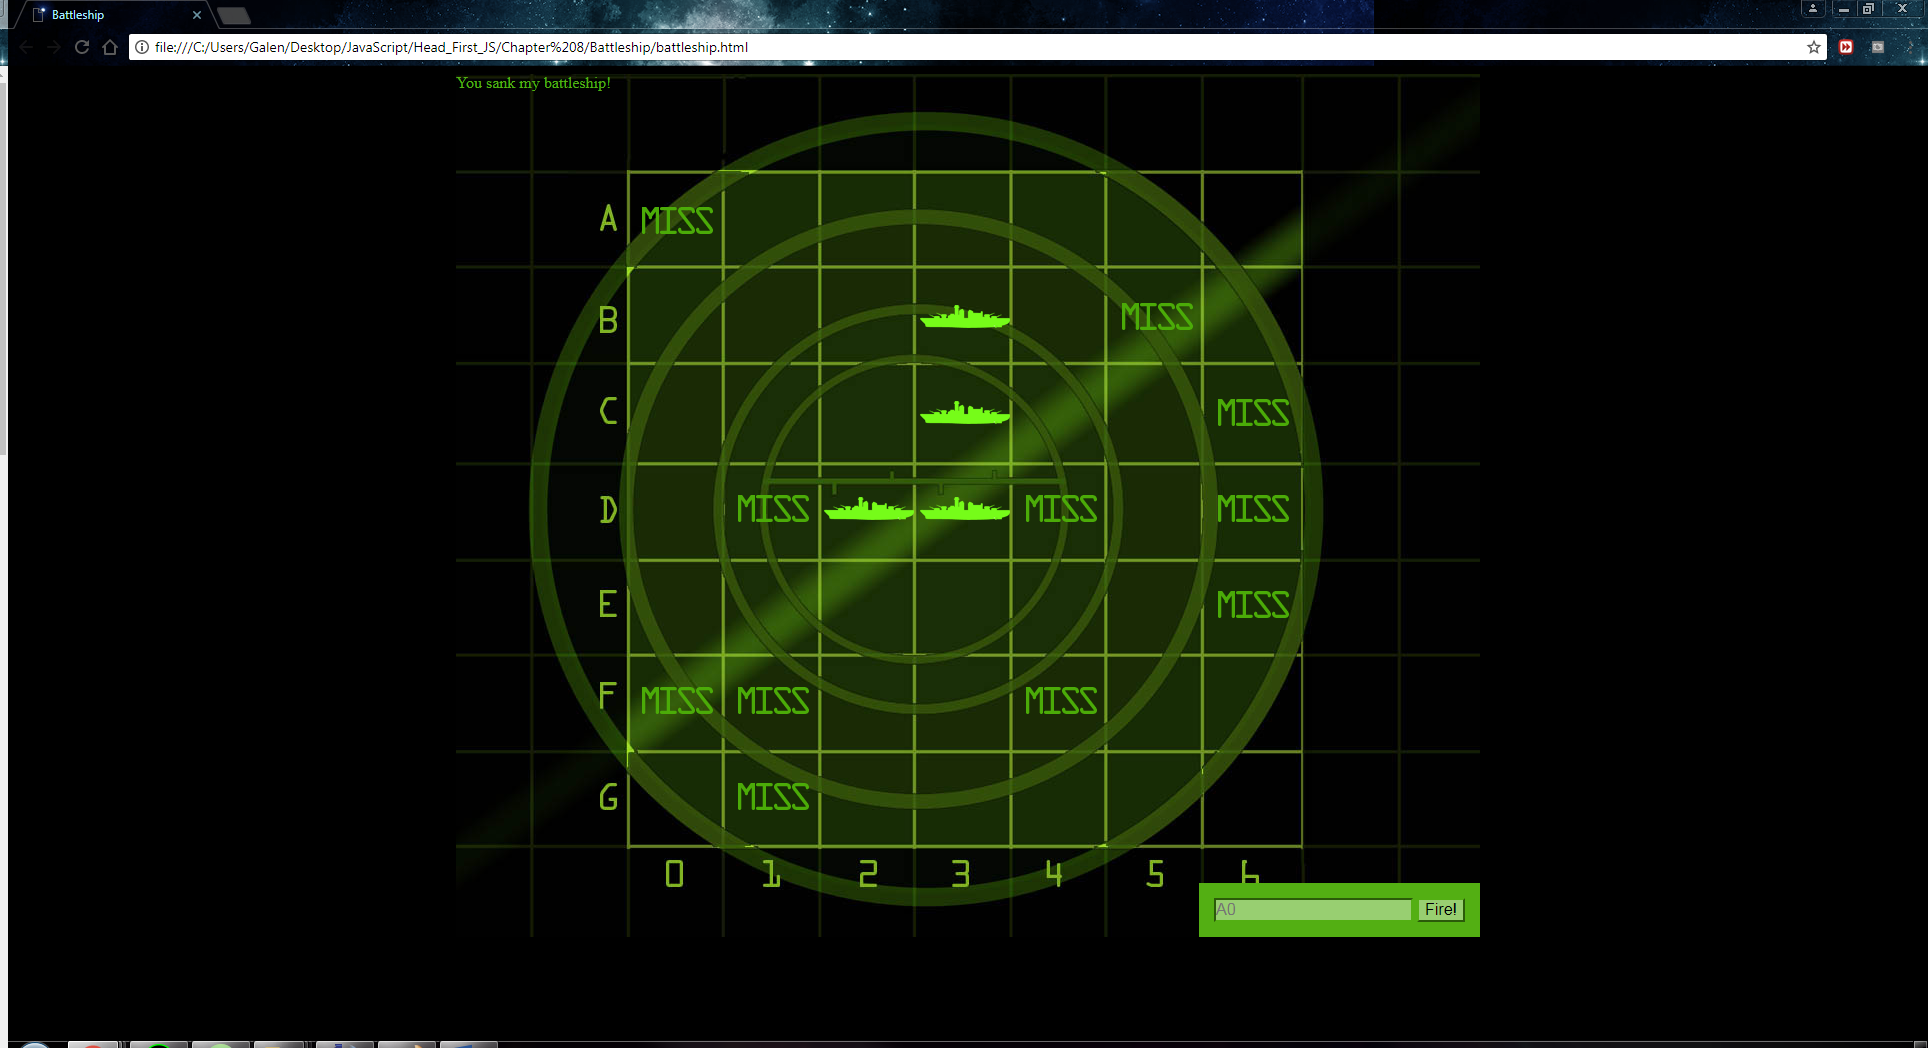 Battleship
file:///C:/Users/Galen/Desktop/JavaScript/Head_First_JS/Chapter%208/Battleship/battleship.html
You sank my battleship!
A MISS
B MISS
C MISS
D MISS MISS MISS
E MISS
F MISS MISS MISS
G MISS
0 1 2 3 4 5 6
A0 Fire!